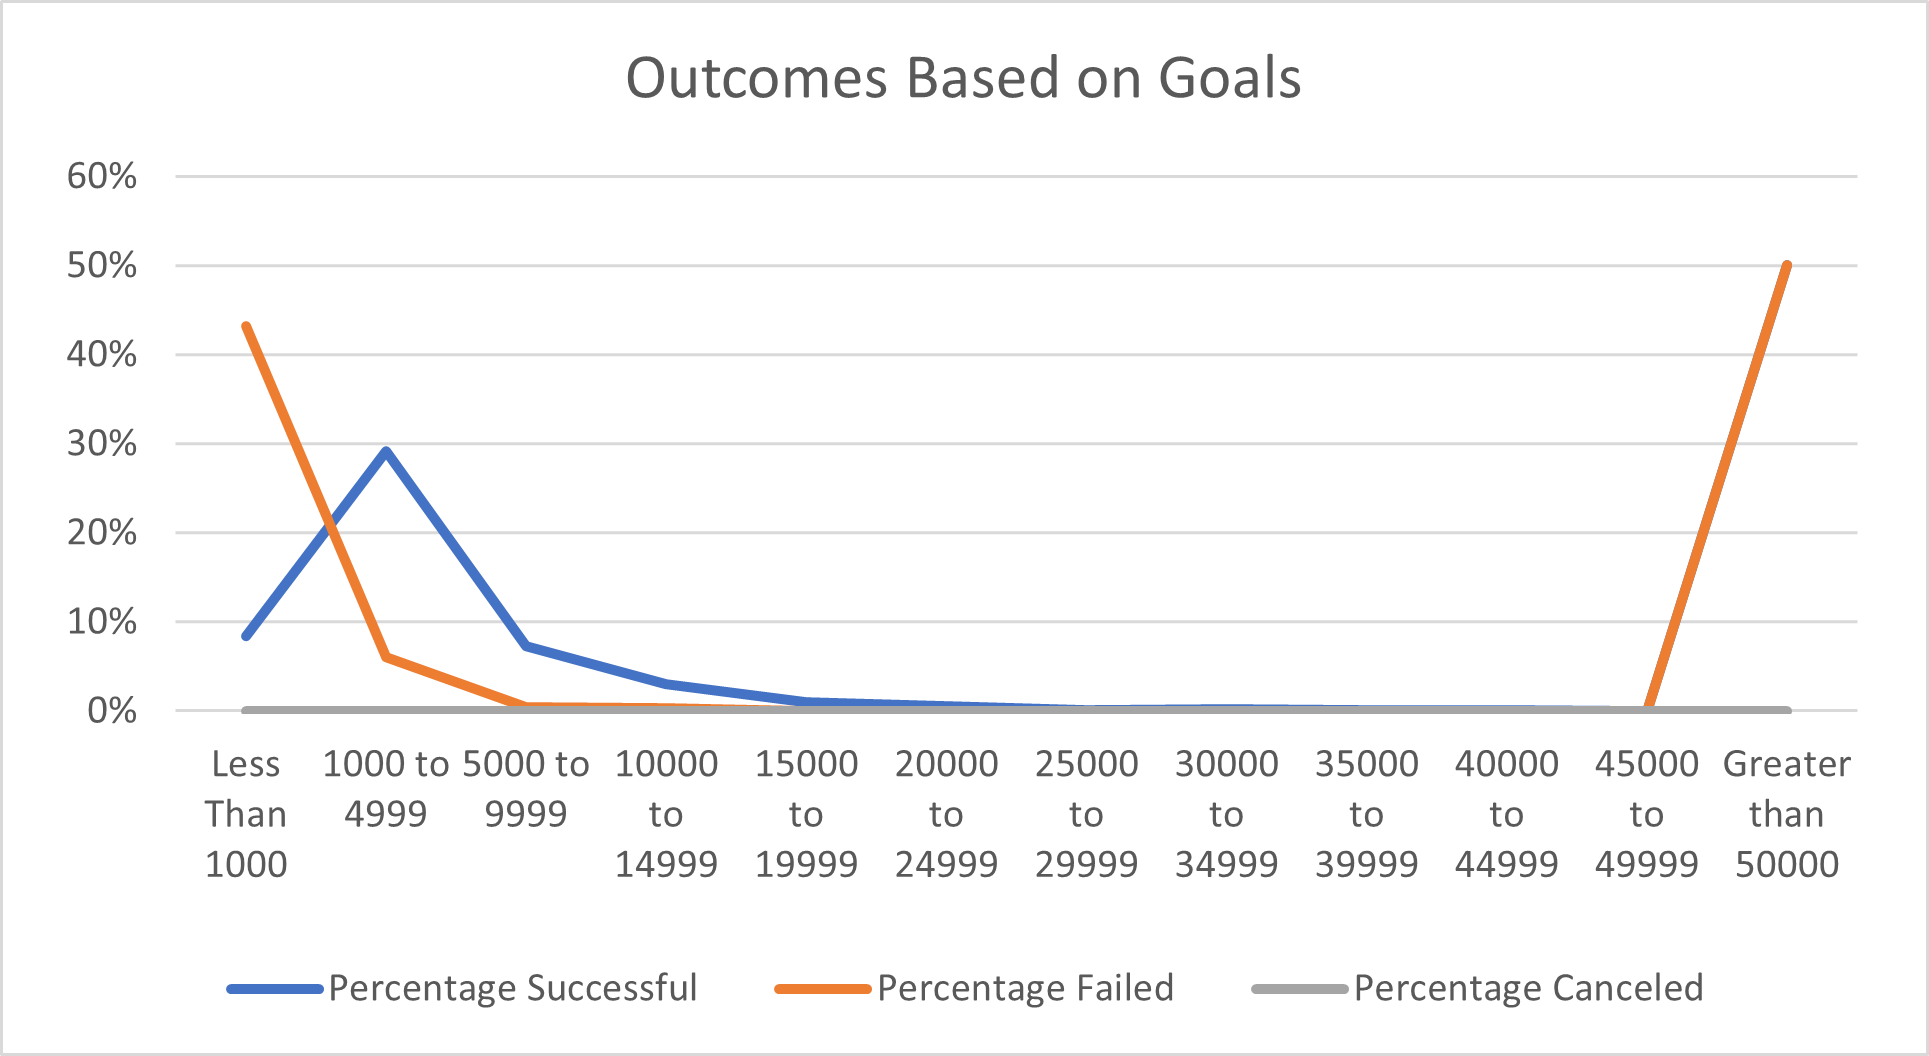 Outcomes Based on Goals
60%
50%
40%
30%
20%
10%
0%
Less Than 1000
1000 to 4999
5000 to 9999
10000 to 14999
15000 to 19999
20000 to 24999
25000 to 29999
30000 to 34999
35000 to 39999
40000 to 44999
45000 to 49999
Greater than 50000
Percentage Successful
Percentage Failed
Percentage Canceled